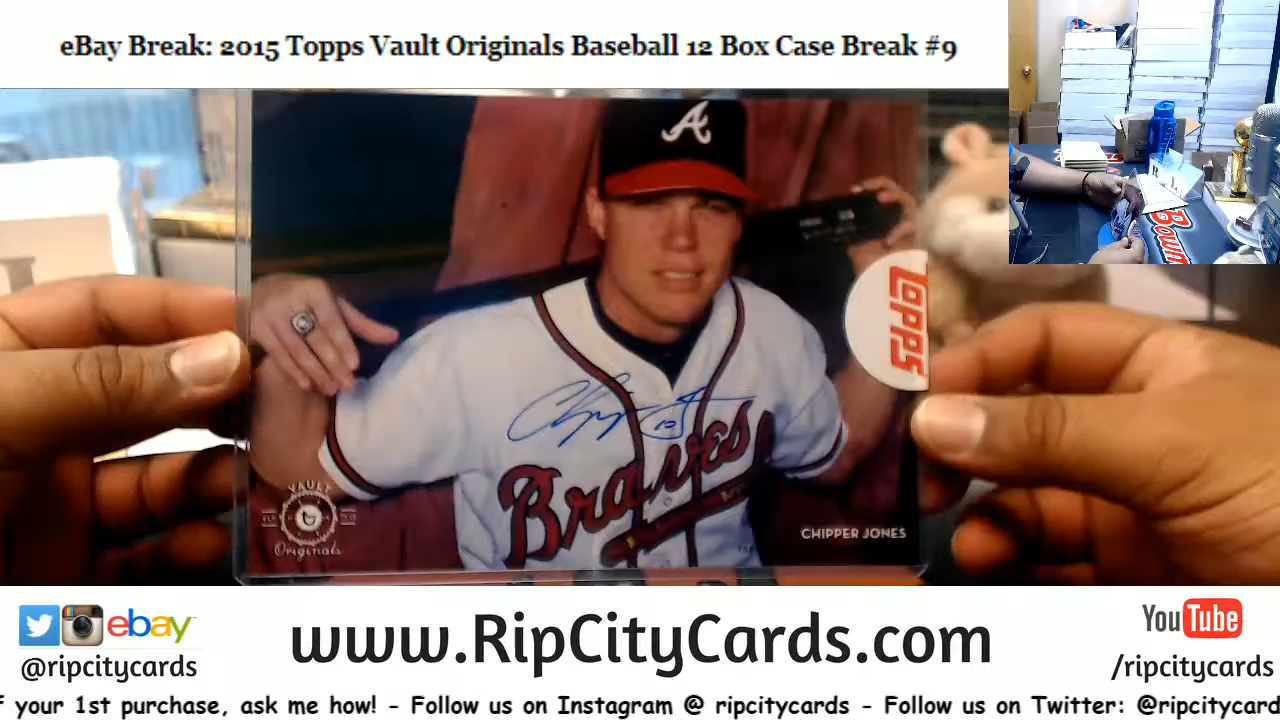 eBay Break: 2015 Topps Vault Originals Baseball 12 Box Case Break #9
A
Topps
Braves
VAULT
Originals
CHIPPER JONES
Bown
ebay
@ripcitycards
www.RipCityCards.com
YouTube
/ripcitycards
f your 1st purchase, ask me how! - Follow us on Instagram @ ripcitycards - Follow us on Twitter: @ripcitycard